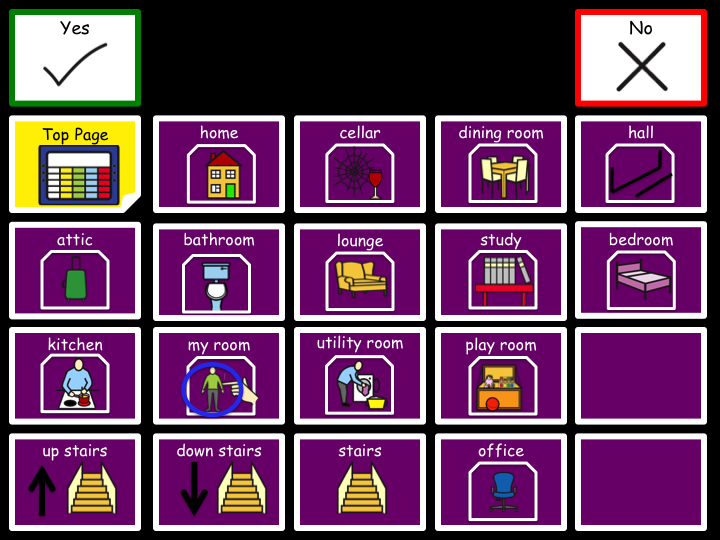 Yes
No
Top Page
home
cellar
dining room
hall
attic
bathroom
lounge
study
bedroom
kitchen
my room
utility room
play room
up stairs
down stairs
stairs
office